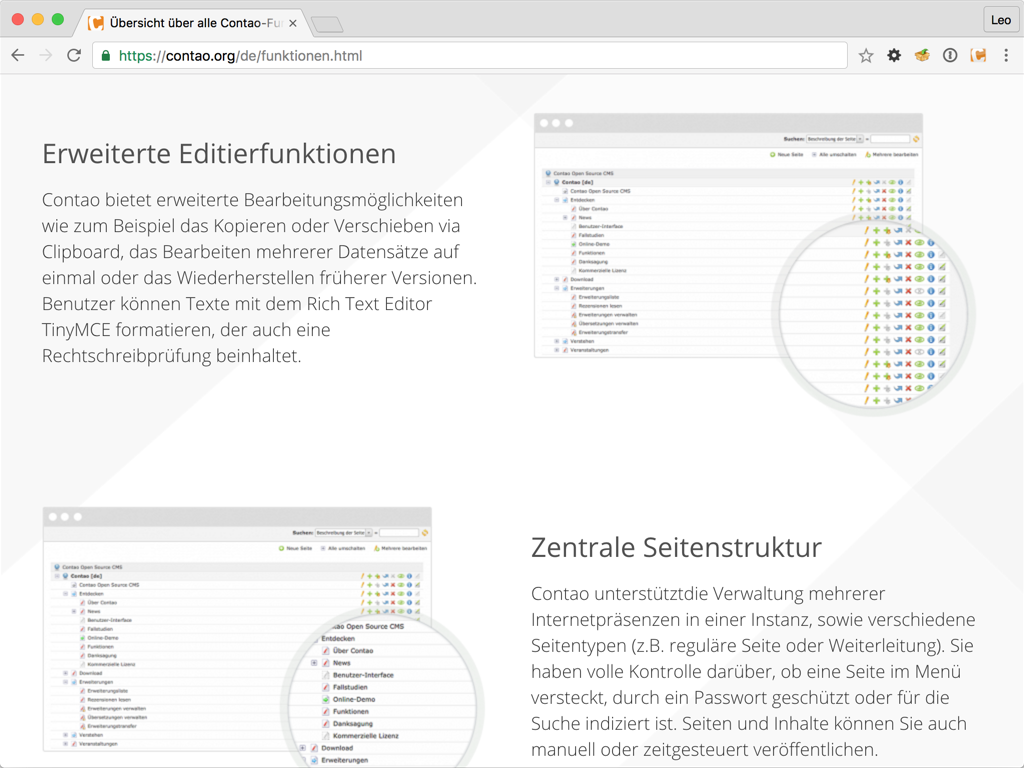 Übersicht über alle Contao-Fu
Leo
https://contao.org/de/funktionen.html
Erweiterte Editierfunktionen
Contao bietet erweiterte Bearbeitungsmöglichkeiten
wie zum Beispiel das Kopieren oder Verschieben via
Clipboard, das Bearbeiten mehrerer Datensätze auf
einmal oder das Wiederherstellen früherer Versionen.
Benutzer können Texte mit dem Rich Text Editor
TinyMCE formatieren, der auch eine
Rechtschreibprüfung beinhaltet.
Suchen: Beschreibung der Seite =
Neue Seite Alle umschalten Mehrere bearbeiten
Contao Open Source CMS
Contao [de]
Contao Open Source CMS
Entdecken
Über Contao
News
Benutzer-Interface
Fallstudien
Online-Demo
Funktionen
Danksagung
Kommerzielle Lizenz
Download
Erweiterungen
Erweiterungsliste
Rezensionen lesen
Erweiterungen verwalten
Übersetzungen verwalten
Erweiterungstransfer
Verstehen
Veranstaltungen
Suchen: Beschreibung der Seite =
Neue Seite Alle umschalten Mehrere bearbeiten
Contao Open Source CMS
Contao [de]
Contao Open Source CMS
Entdecken
Über Contao
News
Benutzer-Interface
Fallstudien
Online-Demo
Funktionen
Danksagung
Kommerzielle Lizenz
Download
Erweiterungen
Erweiterungsliste
Rezensionen lesen
Erweiterungen verwalten
Übersetzungen verwalten
Erweiterungstransfer
Verstehen
Veranstaltungen
ao Open Source CMS
Entdecken
Über Contao
News
Benutzer-Interface
Fallstudien
Online-Demo
Funktionen
Danksagung
Kommerzielle Lizenz
Download
Erweiterungen
Zentrale Seitenstruktur
Contao unterstütztdie Verwaltung mehrerer
Internetpräsenzen in einer Instanz, sowie verschiedene
Seitentypen (z.B. reguläre Seite oder Weiterleitung). Sie
haben volle Kontrolle darüber, ob eine Seite im Menü
versteckt, durch ein Passwort geschützt oder für die
Suche indiziert ist. Seiten und Inhalte können Sie auch
manuell oder zeitgesteuert veröffentlichen.